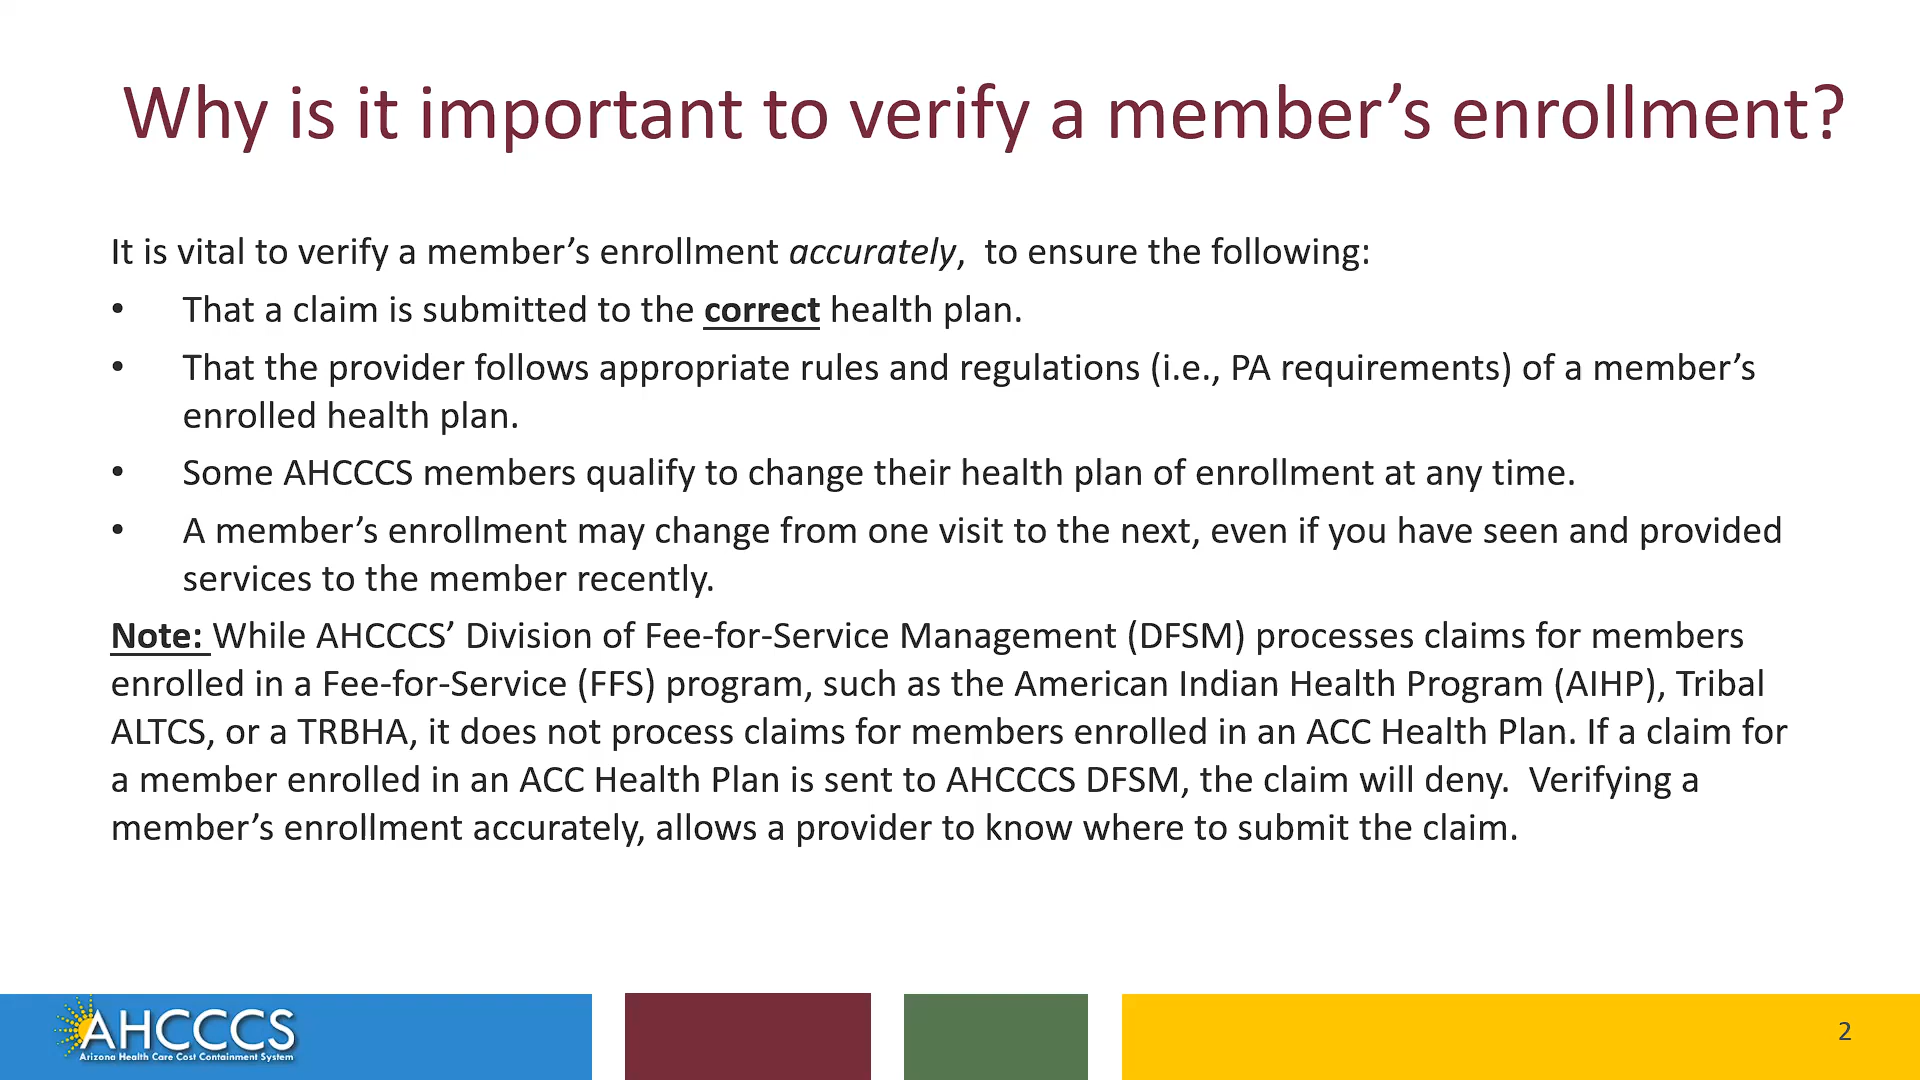 Why is it important to verify a member’s enrollment?
It is vital to verify a member’s enrollment accurately,  to ensure the following:
• That a claim is submitted to the correct health plan.
• That the provider follows appropriate rules and regulations (i.e., PA requirements) of a member’s
enrolled health plan.
• Some AHCCCS members qualify to change their health plan of enrollment at any time.
• A member’s enrollment may change from one visit to the next, even if you have seen and provided
services to the member recently.
Note: While AHCCCS’ Division of Fee-for-Service Management (DFSM) processes claims for members
enrolled in a Fee-for-Service (FFS) program, such as the American Indian Health Program (AIHP), Tribal
ALTCS, or a TRBHA, it does not process claims for members enrolled in an ACC Health Plan. If a claim for
a member enrolled in an ACC Health Plan is sent to AHCCCS DFSM, the claim will deny.  Verifying a
member’s enrollment accurately, allows a provider to know where to submit the claim.
AHCCCS
Arizona Health Care Cost Containment System
2